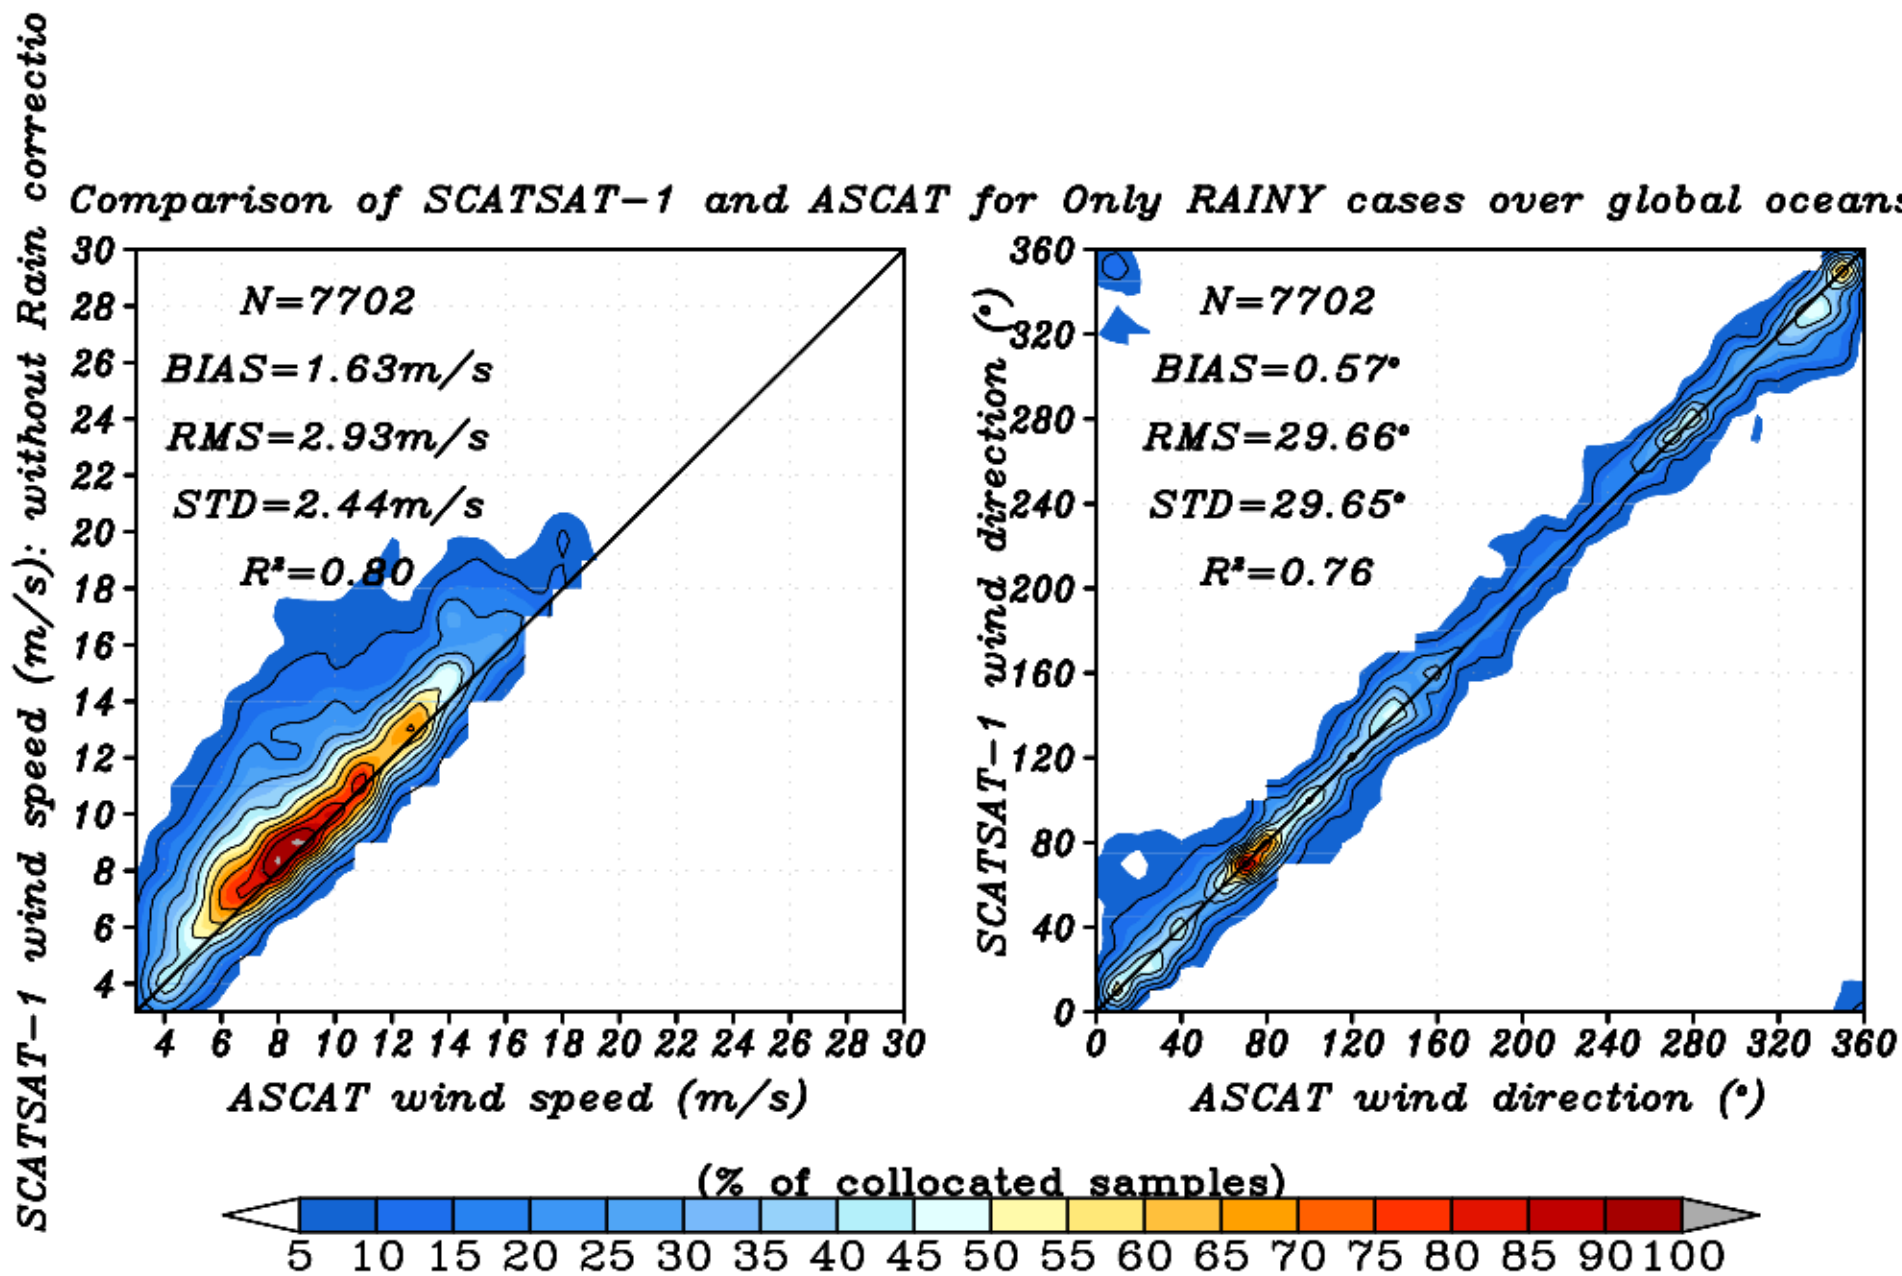 Comparison of SCATSAT-1 and ASCAT for Only RAINY cases over global oceans
SCATSAT-1 wind speed (m/s): without Rain correctio
30
28
26
24
22
20
18
16
14
12
10
8
6
4
N=7702
BIAS=1.63m/s
RMS=2.93m/s
STD=2.44m/s
R²=0.80
4 6 8 10 12 14 16 18 20 22 24 26 28 30
ASCAT wind speed (m/s)
SCATSAT-1 wind direction (°)
360
320
280
240
200
160
120
80
40
0
N=7702
BIAS=0.57°
RMS=29.66°
STD=29.65°
R²=0.76
0 40 80 120 160 200 240 280 320 360
ASCAT wind direction (°)
(% of collocated samples)
5 10 15 20 25 30 35 40 45 50 55 60 65 70 75 80 85 90 100